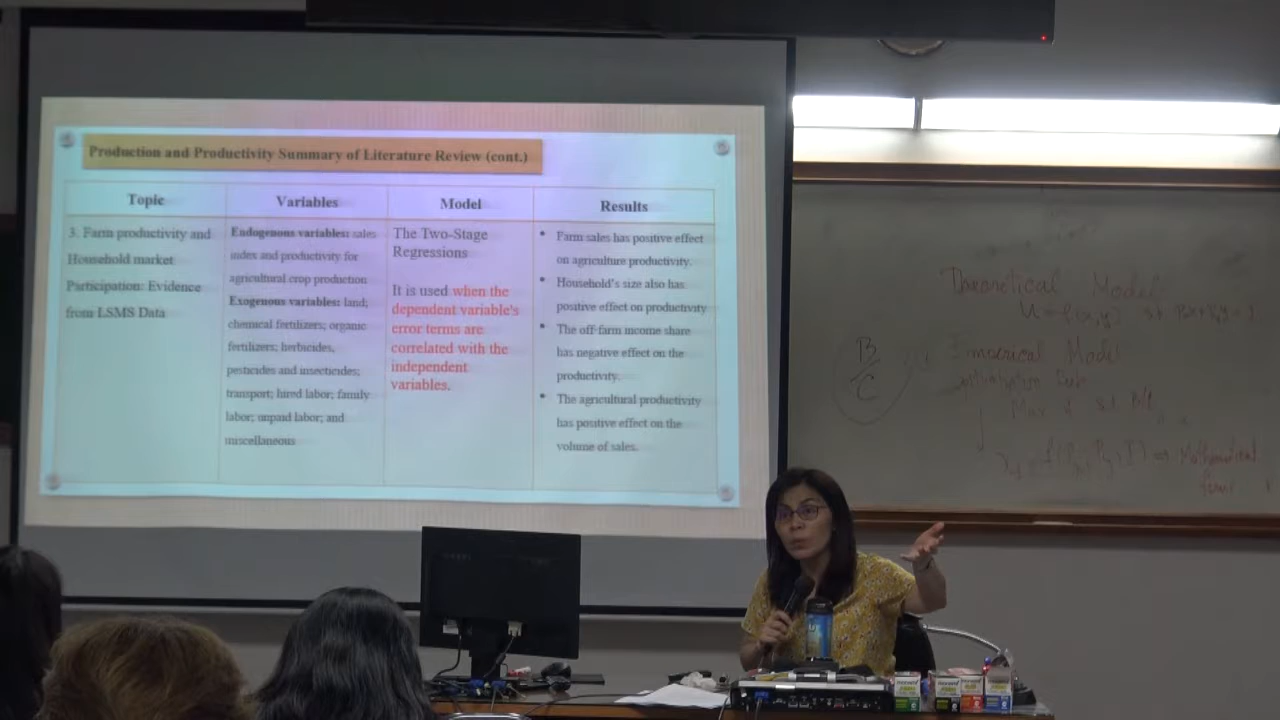 Production and Productivity Summary of Literature Review (cont.)
Topic
Variables
Model
Results
3. Farm productivity and
Household market
Participation: Evidence
from LSMS Data
Endogenous variables: sales
index and productivity for
agricultural crop production
Exogenous variables: land;
chemical fertilizers; organic
fertilizers; herbicides,
pesticides and insecticides;
transport; hired labor; family
labor; unpaid labor; and
miscellaneous
The Two-Stage
Regressions
It is used when the
dependent variable's
error terms are
correlated with the
independent
variables.
• Farm sales has positive effect
on agriculture productivity.
• Household's size also has
positive effect on productivity
• The off-farm income share
has negative effect on the
productivity.
• The agricultural productivity
has positive effect on the
volume of sales.
Theoretical Model
B
C
Model
Max
Mathematical